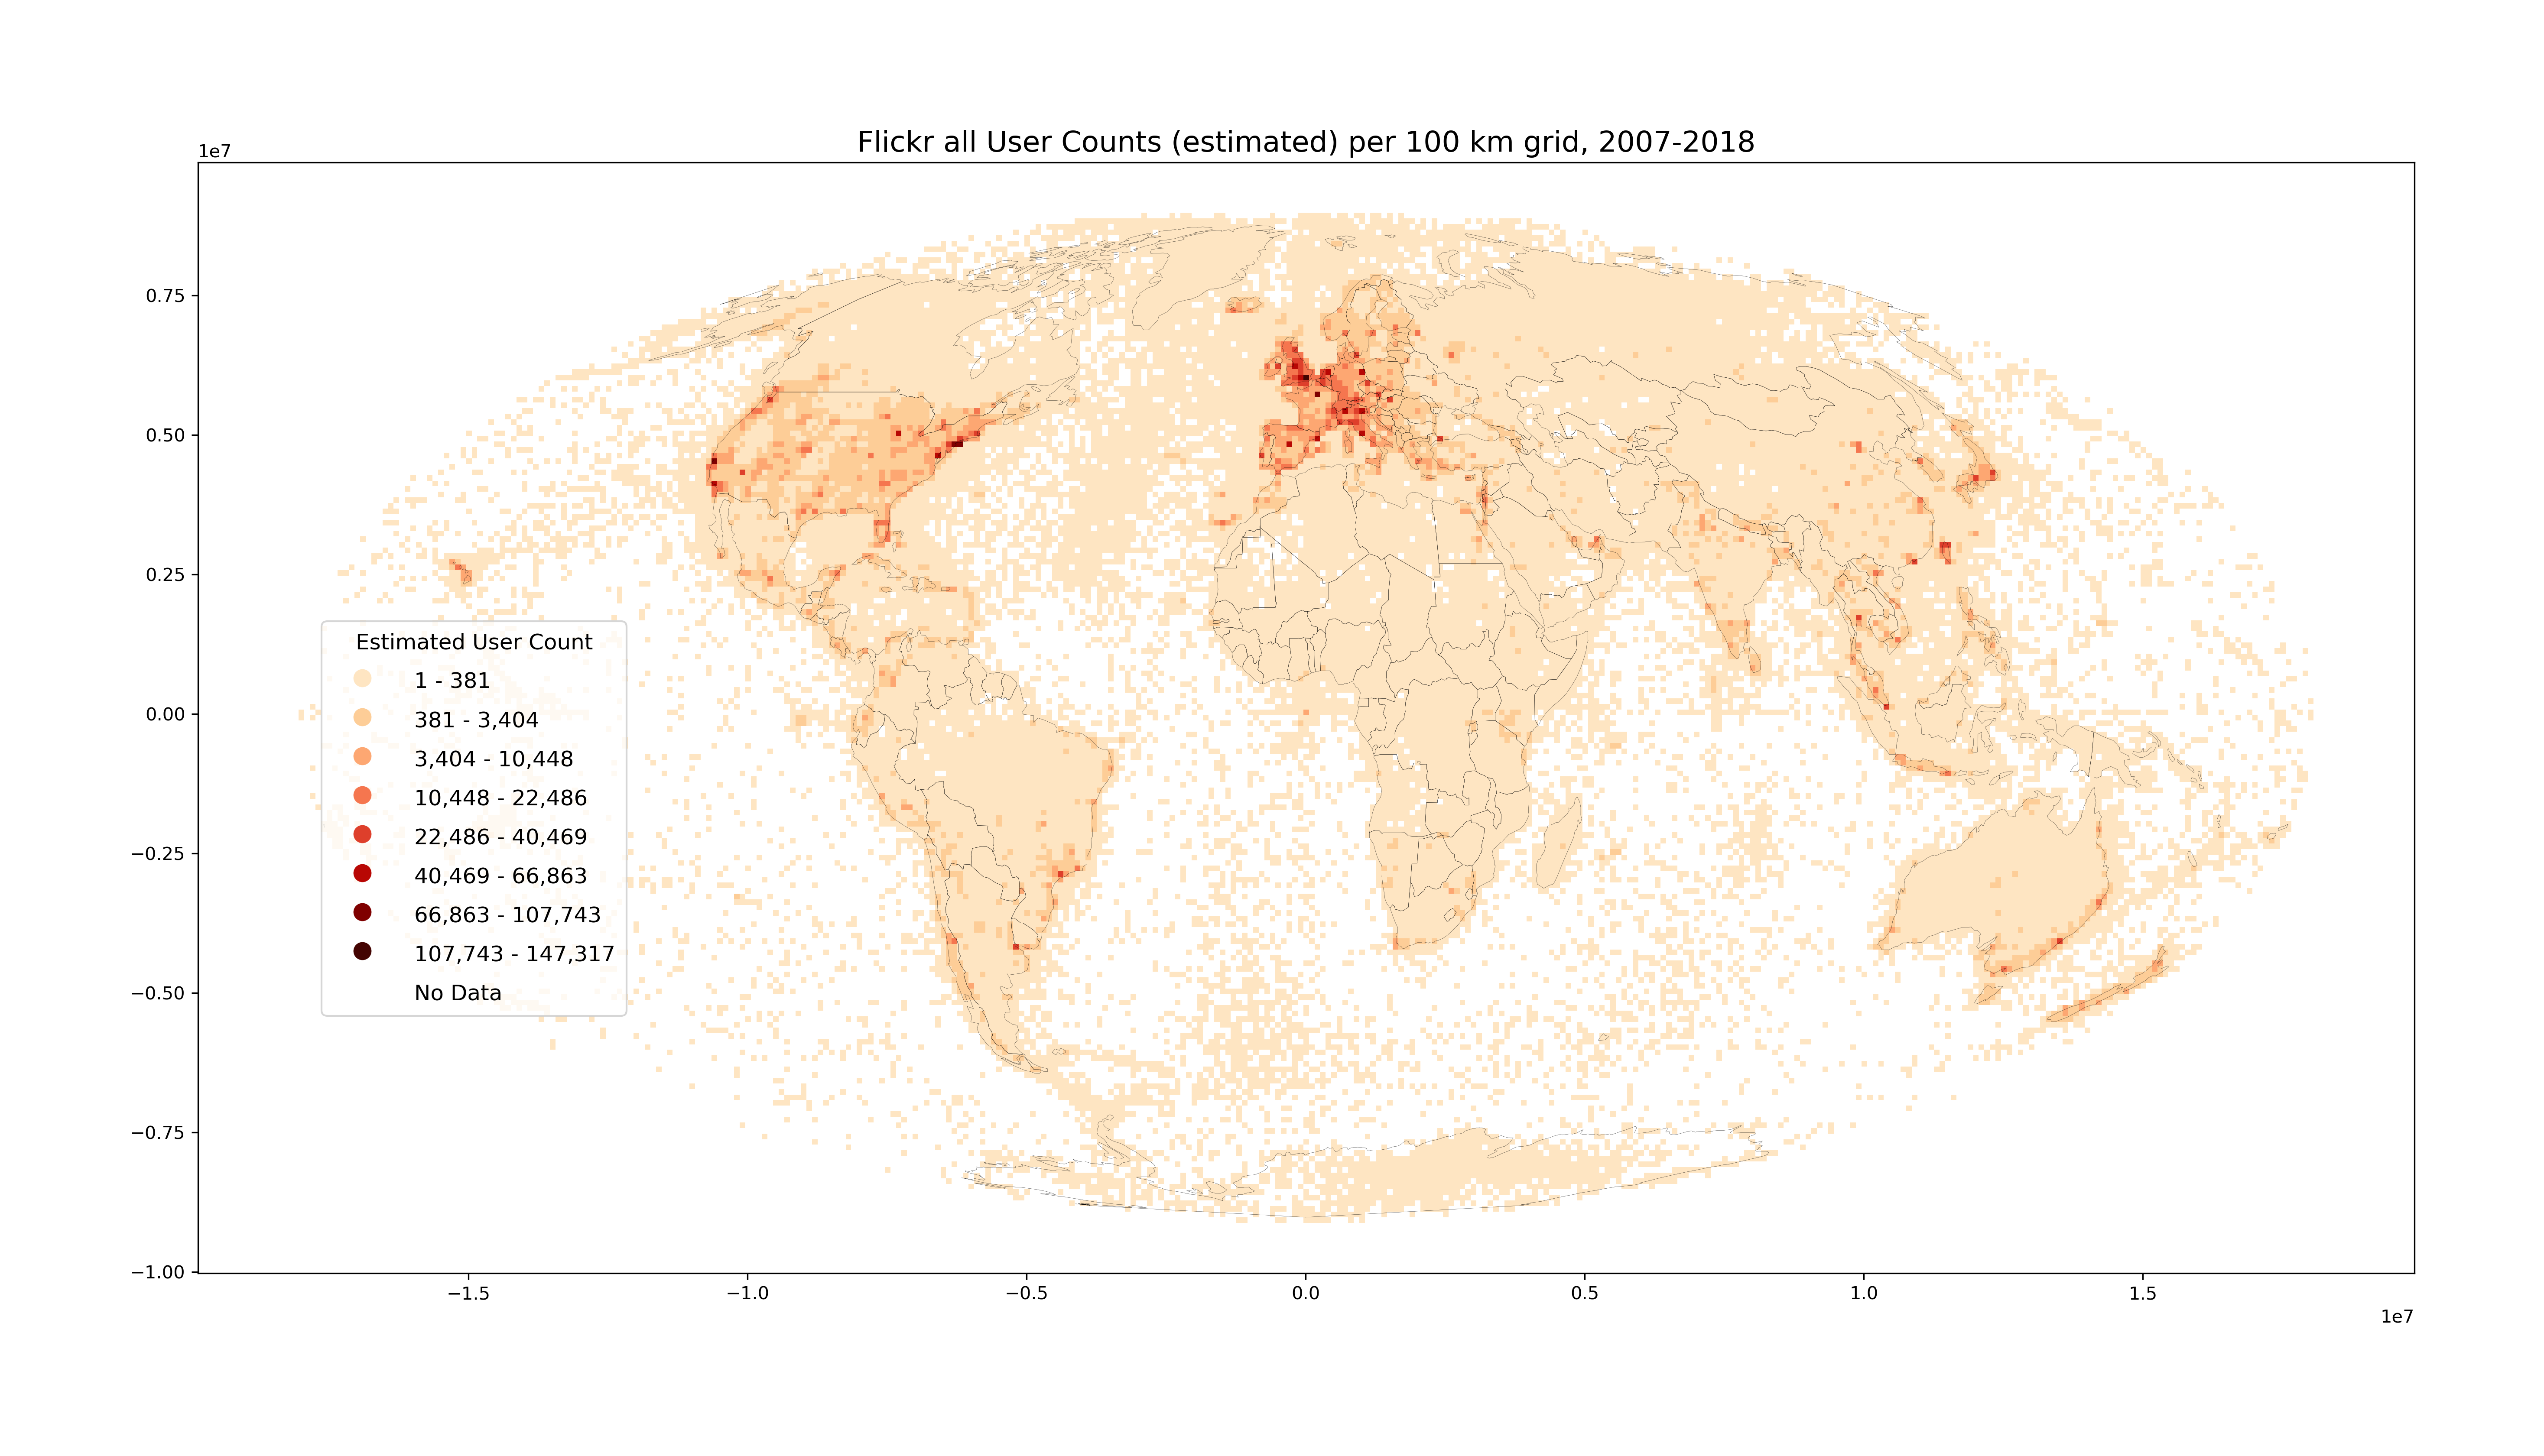 Flickr all User Counts (estimated) per 100 km grid, 2007-2018
1e7
0.75
0.50
0.25
0.00
−0.25
−0.50
−0.75
−1.00
Estimated User Count
1 - 381
381 - 3,404
3,404 - 10,448
10,448 - 22,486
22,486 - 40,469
40,469 - 66,863
66,863 - 107,743
107,743 - 147,317
No Data
−1.5 −1.0 −0.5 0.0 0.5 1.0 1.5
1e7